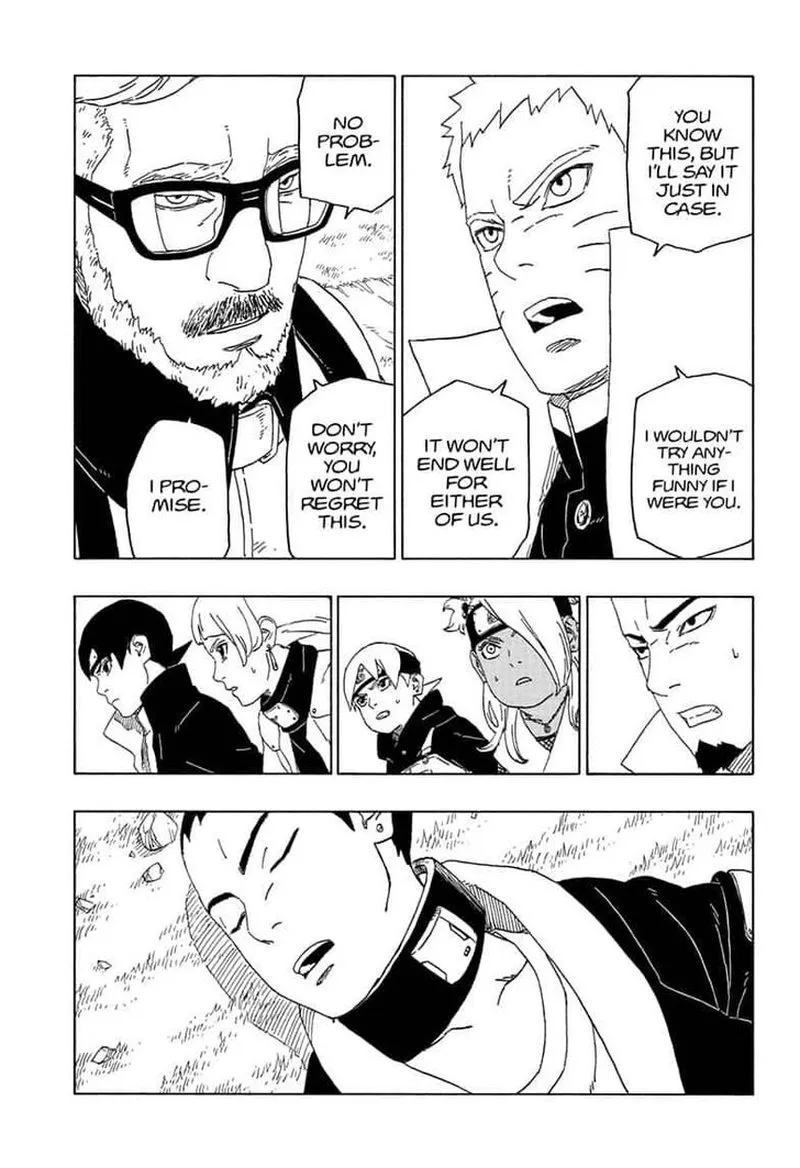 YOU
KNOW
THIS, BUT
I'LL SAY IT
JUST IN
CASE.
I WOULDN'T
TRY ANY-
THING
FUNNY IF I
WERE YOU.
IT WON'T
END WELL
FOR
EITHER
OF US.
NO
PROB-
LEM.
DON'T
WORRY,
YOU
WON'T
REGRET
THIS.
I PRO-
MISE.